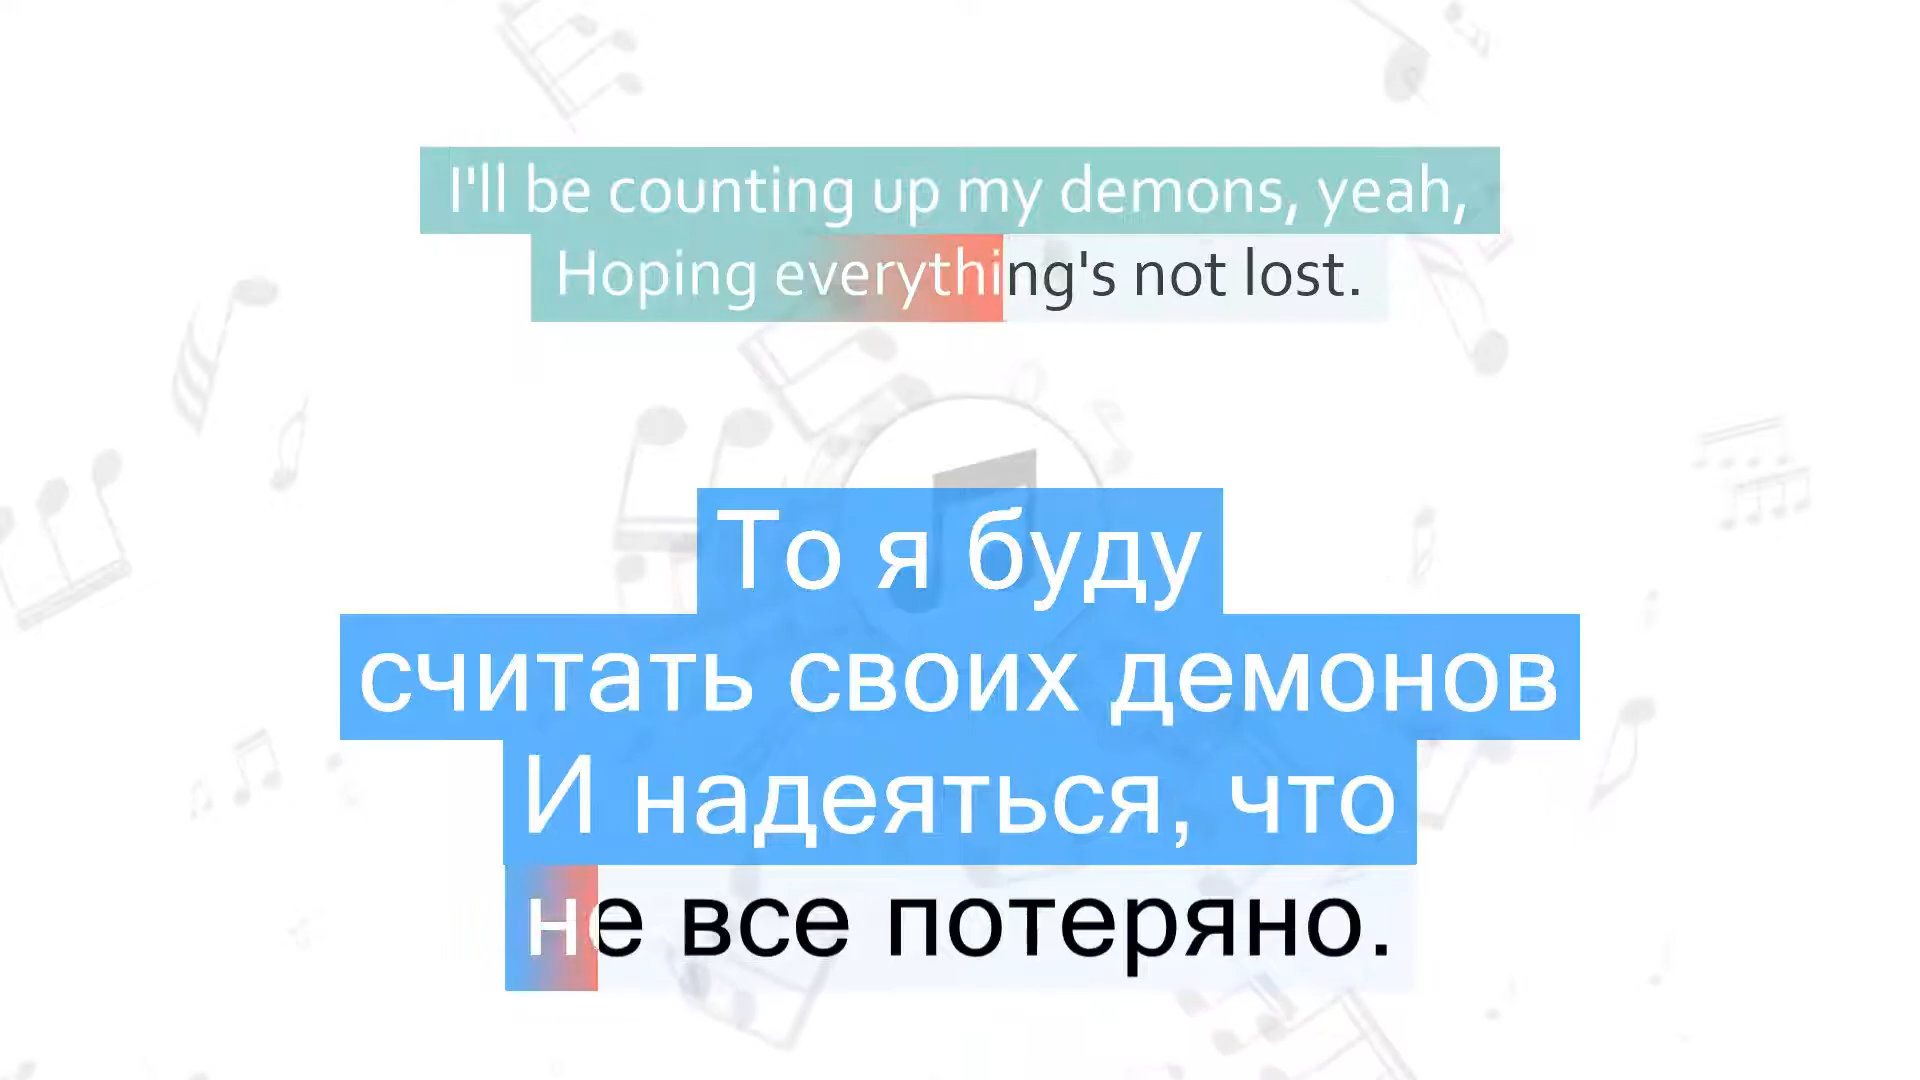 I'll be counting up my demons, yeah,
Hoping everything's not lost.
То я буду
считать своих демонов
И надеяться, что
не все потеряно.